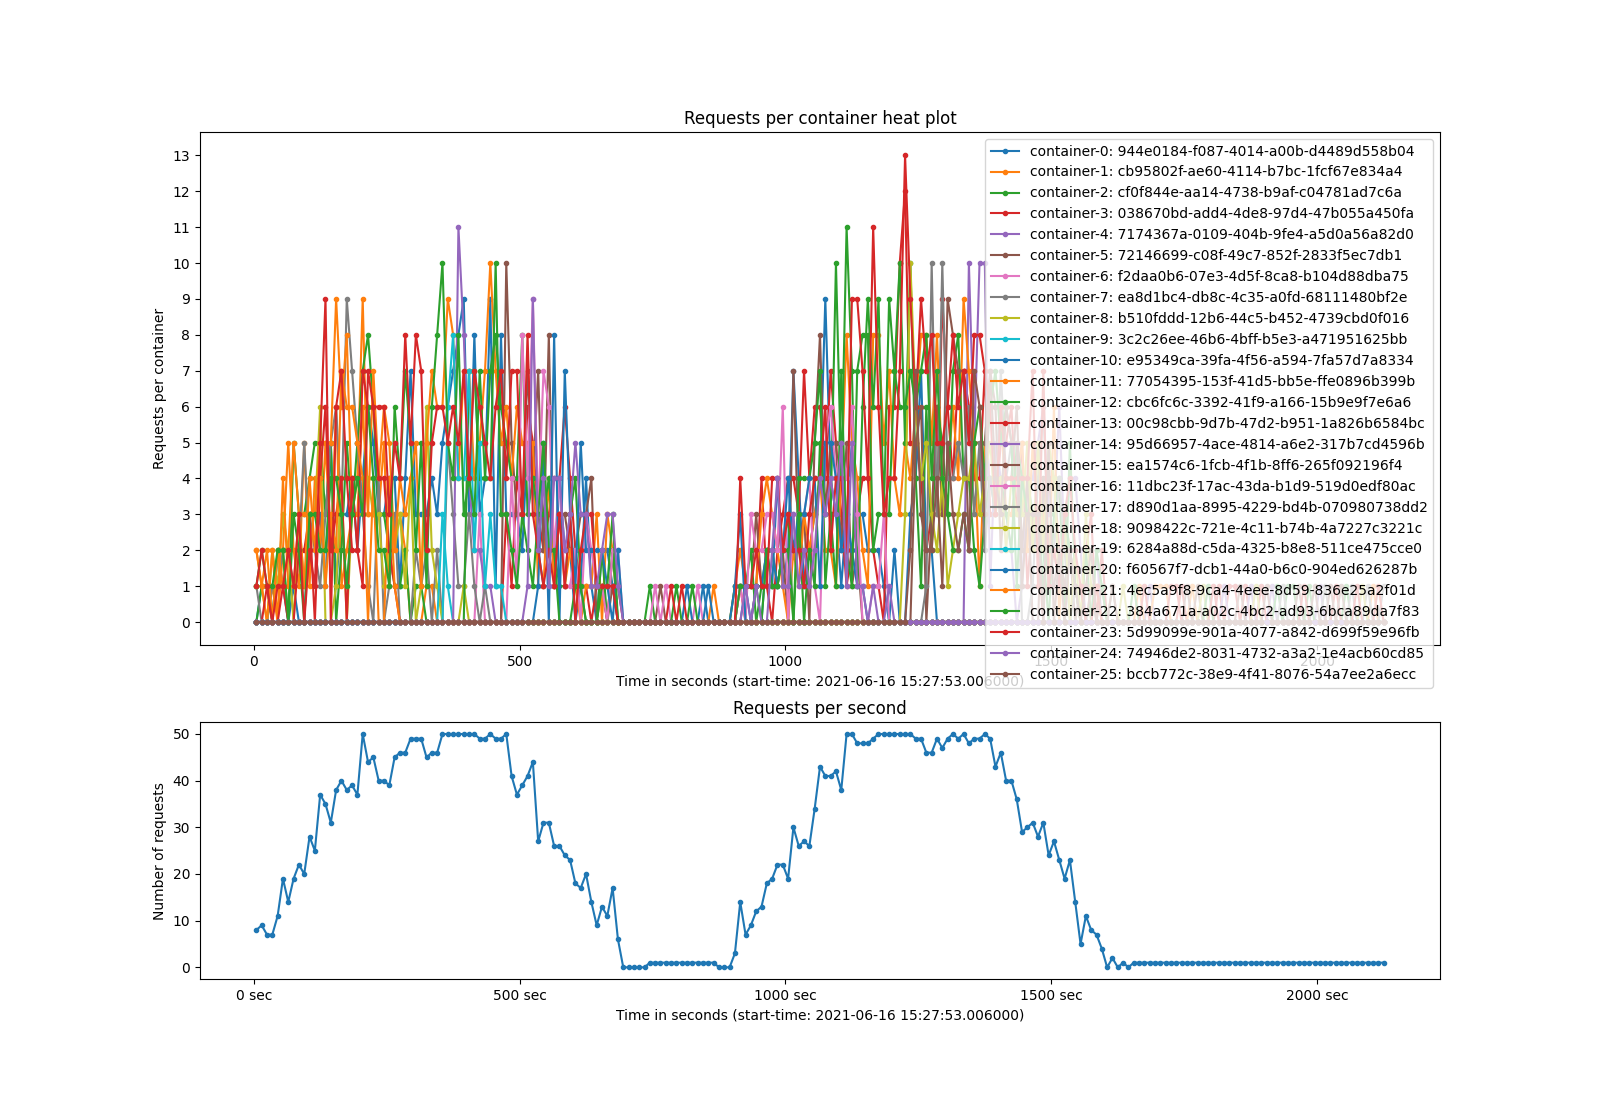 Requests per container heat plot
13
12
11
10
9
8
7
6
5
4
3
2
1
0
Requests per container
container-0: 944e0184-f087-4014-a00b-d4489d558b04
container-1: cb95802f-ae60-4114-b7bc-1fcf67e834a4
container-2: cf0f844e-aa14-4738-b9af-c04781ad7c6a
container-3: 038670bd-add4-4de8-97d4-47b055a450fa
container-4: 7174367a-0109-404b-9fe4-a5d0a56a82d0
container-5: 72146699-c08f-49c7-852f-2833f5ec7db1
container-6: f2daa0b6-07e3-4d5f-8ca8-b104d88dba75
container-7: ea8d1bc4-db8c-4c35-a0fd-68111480bf2e
container-8: b510fddd-12b6-44c5-b452-4739cbd0f016
container-9: 3c2c26ee-46b6-4bff-b5e3-a471951625bb
container-10: e95349ca-39fa-4f56-a594-7fa57d7a8334
container-11: 77054395-153f-41d5-bb5e-ffe0896b399b
container-12: cbc6fc6c-3392-41f9-a166-15b9e9f7e6a6
container-13: 00c98cbb-9d7b-47d2-b951-1a826b6584bc
container-14: 95d66957-4ace-4814-a6e2-317b7cd4596b
container-15: ea1574c6-1fcb-4f1b-8ff6-265f092196f4
container-16: 11dbc23f-17ac-43da-b1d9-519d0edf80ac
container-17: d890d1aa-8995-4229-bd4b-070980738dd2
container-18: 9098422c-721e-4c11-b74b-4a7227c3221c
container-19: 6284a88d-c5da-4325-b8e8-511ce475cce0
container-20: f60567f7-dcb1-44a0-b6c0-904ed626287b
container-21: 4ec5a9f8-9ca4-4eee-8d59-836e25a2f01d
container-22: 384a671a-a02c-4bc2-ad93-6bca89da7f83
container-23: 5d99099e-901a-4077-a842-d699f59e96fb
container-24: 74946de2-8031-4732-a3a2-1e4acb60cd85
container-25: bccb772c-38e9-4f41-8076-54a7ee2a6ecc
0 500 1000 1500 2000
Time in seconds (start-time: 2021-06-16 15:27:53.006000)
Requests per second
50
40
30
20
10
0
Number of requests
0 sec 500 sec 1000 sec 1500 sec 2000 sec
Time in seconds (start-time: 2021-06-16 15:27:53.006000)